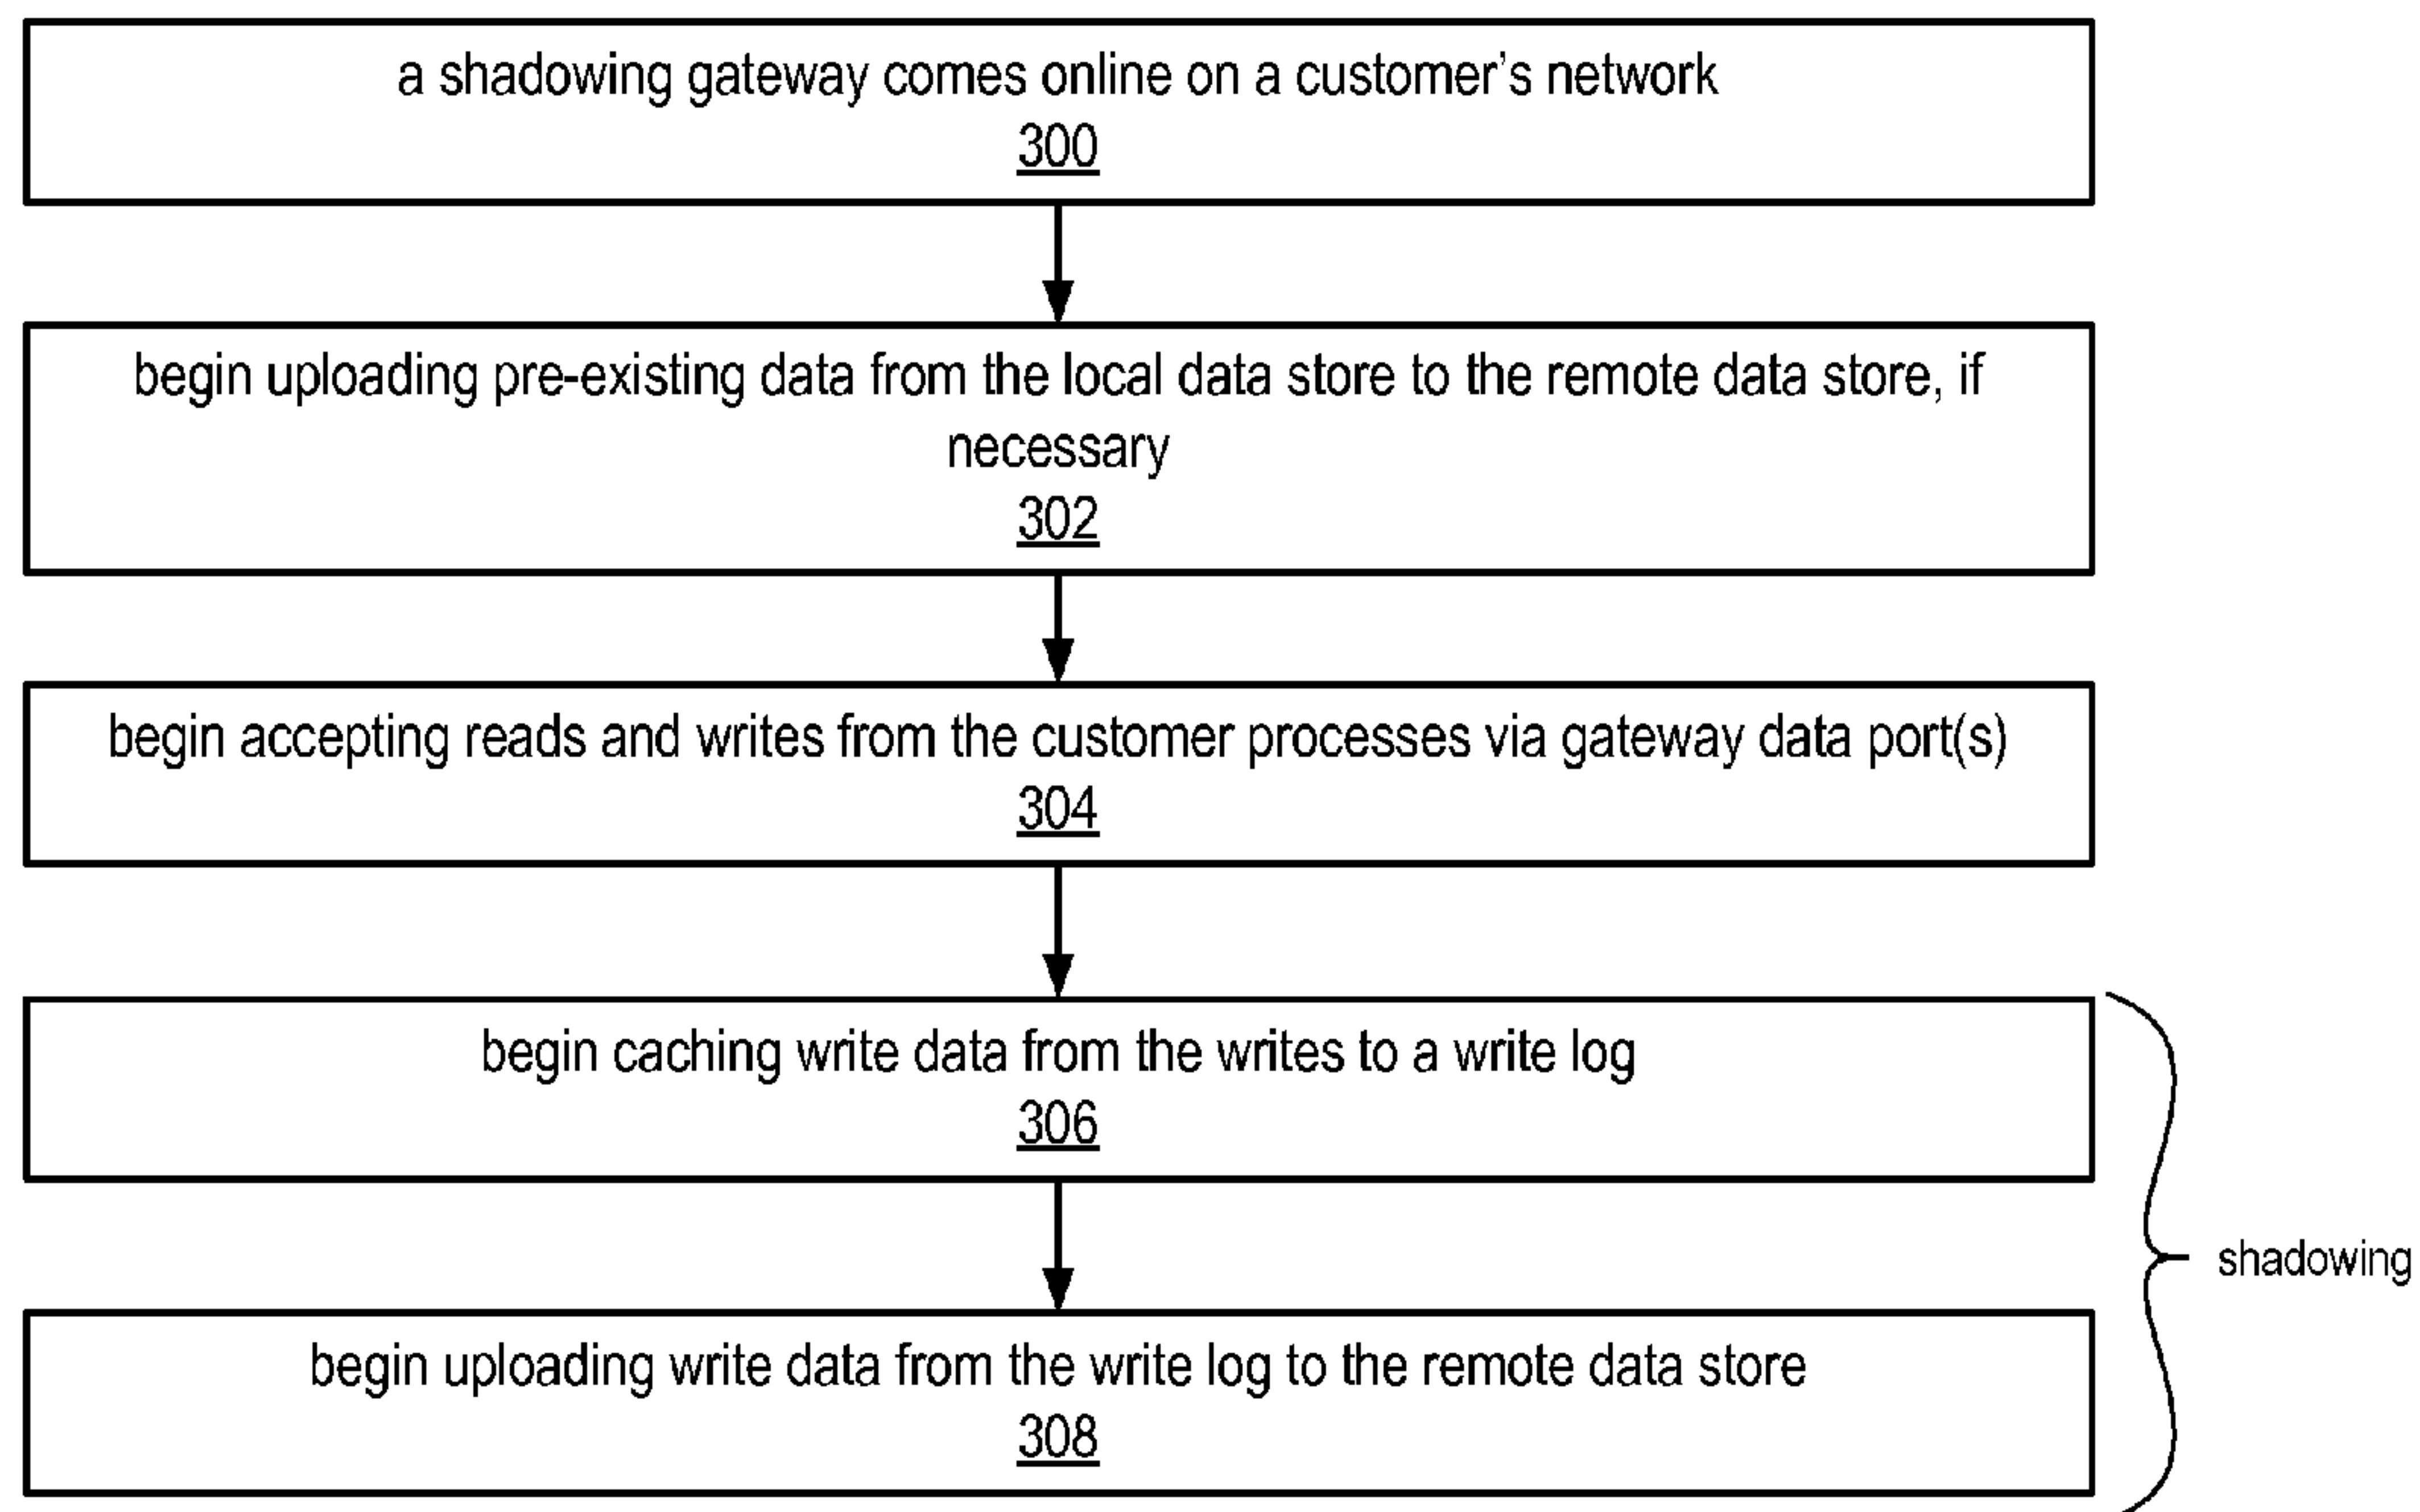 a shadowing gateway comes online on a customer's network
300
begin uploading pre-existing data from the local data store to the remote data store, if
necessary
302
begin accepting reads and writes from the customer processes via gateway data port(s)
304
begin caching write data from the writes to a write log
306
shadowing
begin uploading write data from the write log to the remote data store
308